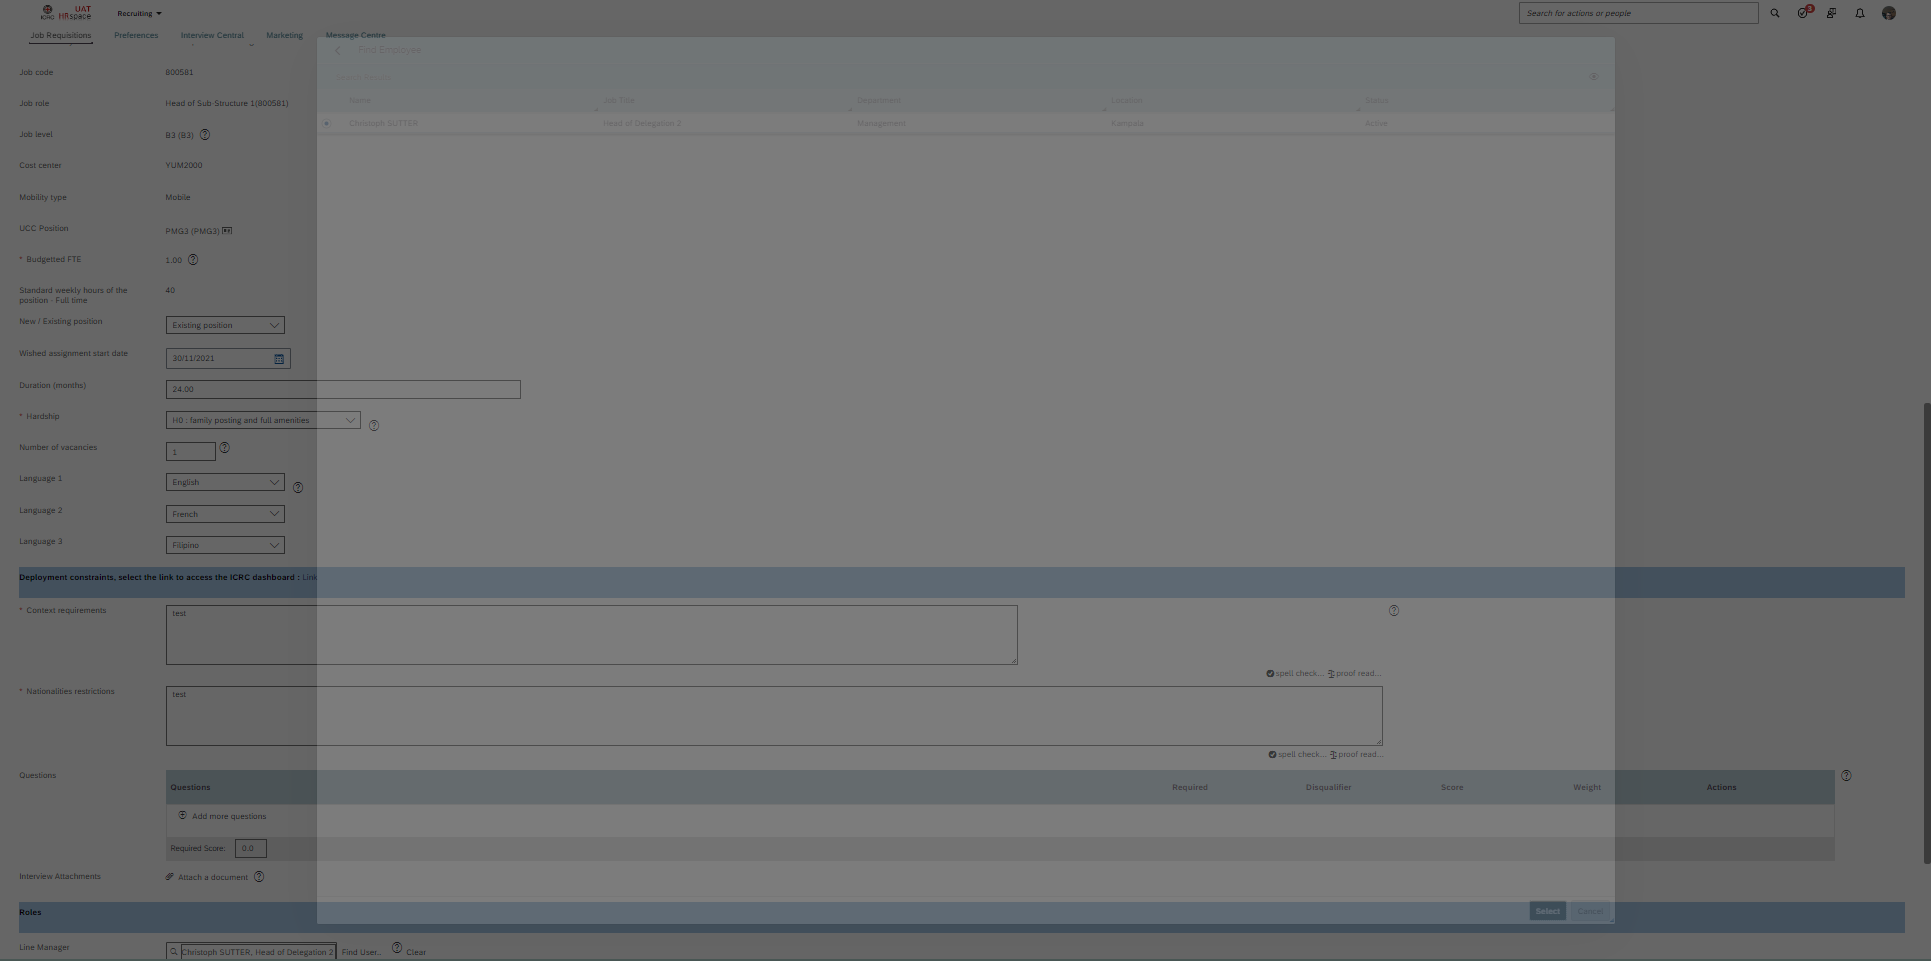 ICRC UAT HRspace Recruiting Search for actions or people 3
Job Requisitions Preferences Interview Central Marketing Message Centre
Find Employee
Job code 800581
Name Job Title Department Location Status
Job role Head of Sub-Structure 1(800581)
Christoph SUTTER Head of Delegation 2 Management Kampala Active
Job level B3 (B3)
Cost center YUM2000
Mobility type Mobile
UCC Position PMG3 (PMG3)
* Budgetted FTE 1.00
Standard weekly hours of the 40
position - Full time
New / Existing position Existing position
Wished assignment start date 30/11/2021
Duration (months) 24.00
* Hardship H0 : family posting and full amenities
Number of vacancies 1
Language 1 English
Language 2 French
Language 3 Filipino
Deployment constraints, select the link to access the ICRC dashboard : Link
* Context requirements test
spell check... proof read...
* Nationalities restrictions test
spell check... proof read...
Questions
Questions Required Disqualifier Score Weight Actions
Add more questions
Required Score: 0.0
Interview Attachments Attach a document
Roles
Select Cancel
Line Manager Christoph SUTTER, Head of Delegation 2 Find User... Clear